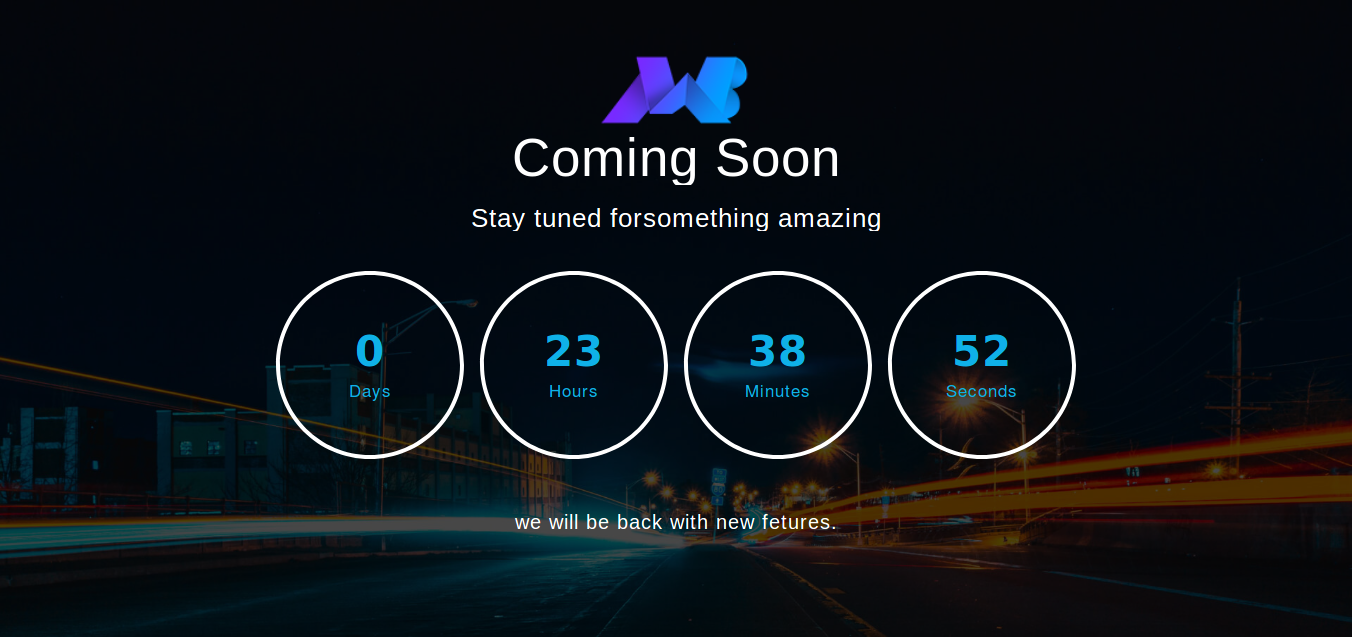 Coming Soon
Stay tuned forsomething amazing
0 23 38 52
Days Hours Minutes Seconds
we will be back with new fetures.